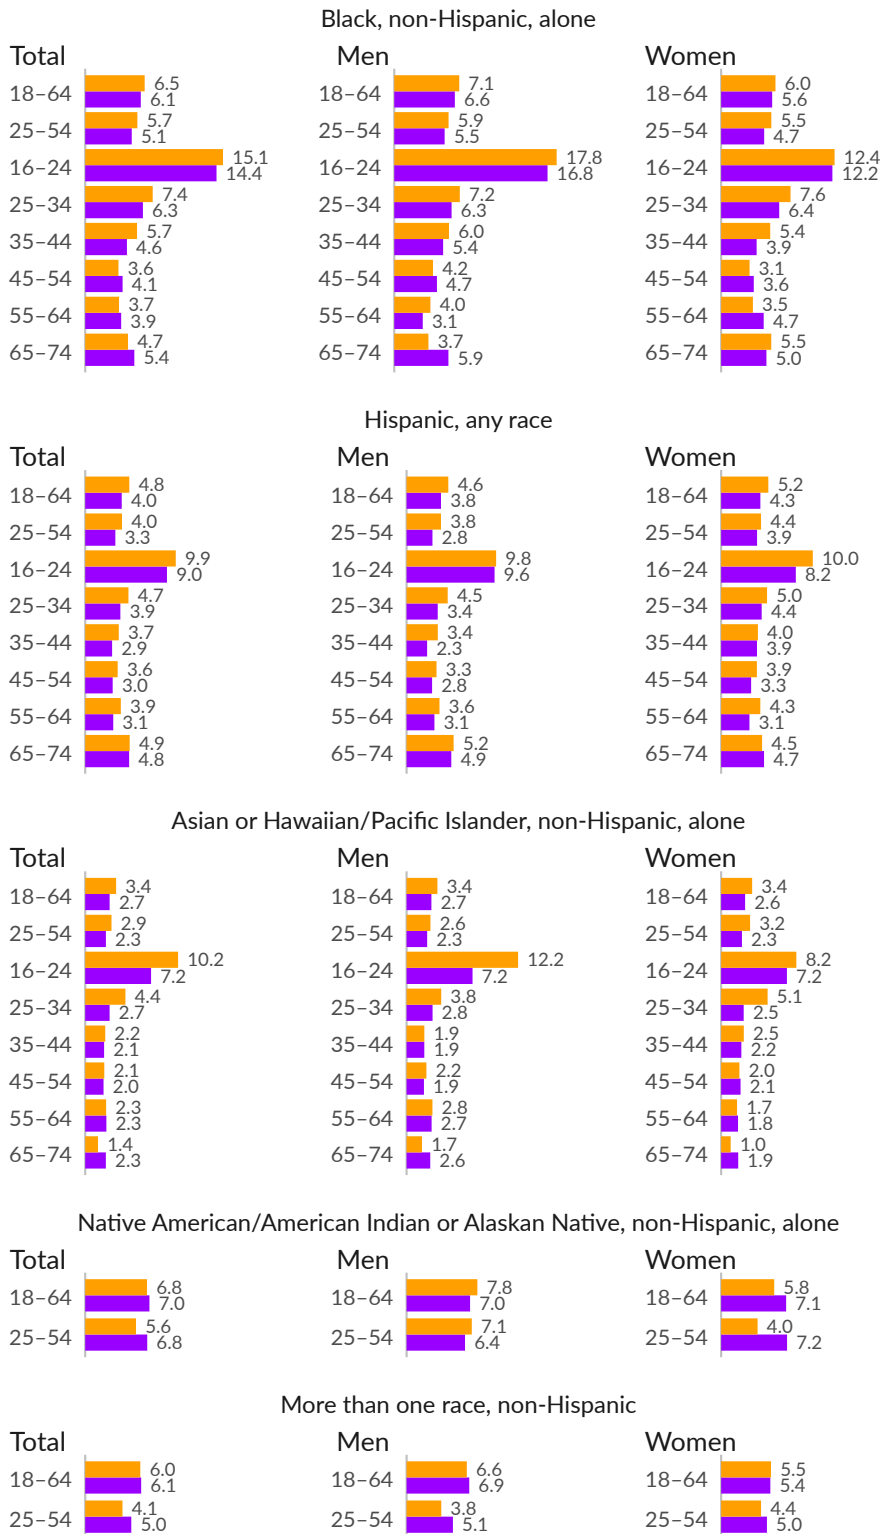 Black, non-Hispanic, alone
Total Men Women
18–64 6.5 18–64 7.1 18–64 6.0
6.1 6.6 5.6
25–54 5.7 25–54 5.9 25–54 5.5
5.1 5.5 4.7
16–24 15.1 16–24 17.8 16–24 12.4
14.4 16.8 12.2
25–34 7.4 25–34 7.2 25–34 7.6
6.3 6.3 6.4
35–44 5.7 35–44 6.0 35–44 5.4
4.6 5.4 3.9
45–54 3.6 45–54 4.2 45–54 3.1
4.1 4.7 3.6
55–64 3.7 55–64 4.0 55–64 3.5
3.9 3.1 4.7
65–74 4.7 65–74 3.7 65–74 5.5
5.4 5.9 5.0
Hispanic, any race
Total Men Women
18–64 4.8 18–64 4.6 18–64 5.2
4.0 3.8 4.3
25–54 4.0 25–54 3.8 25–54 4.4
3.3 2.8 3.9
16–24 9.9 16–24 9.8 16–24 10.0
9.0 9.6 8.2
25–34 4.7 25–34 4.5 25–34 5.0
3.9 3.4 4.4
35–44 3.7 35–44 3.4 35–44 4.0
2.9 2.3 3.9
45–54 3.6 45–54 3.3 45–54 3.9
3.0 2.8 3.3
55–64 3.9 55–64 3.6 55–64 4.3
3.1 3.1 3.1
65–74 4.9 65–74 5.2 65–74 4.5
4.8 4.9 4.7
Asian or Hawaiian/Pacific Islander, non-Hispanic, alone
Total Men Women
18–64 3.4 18–64 3.4 18–64 3.4
2.7 2.7 2.6
25–54 2.9 25–54 2.6 25–54 3.2
2.3 2.3 2.3
16–24 10.2 16–24 12.2 16–24 8.2
7.2 7.2 7.2
25–34 4.4 25–34 3.8 25–34 5.1
2.7 2.8 2.5
35–44 2.2 35–44 1.9 35–44 2.5
2.1 1.9 2.2
45–54 2.1 45–54 2.2 45–54 2.0
2.0 1.9 2.1
55–64 2.3 55–64 2.8 55–64 1.7
2.3 2.7 1.8
65–74 1.4 65–74 1.7 65–74 1.0
2.3 2.6 1.9
Native American/American Indian or Alaskan Native, non-Hispanic, alone
Total Men Women
18–64 6.8 18–64 7.8 18–64 5.8
7.0 7.0 7.1
25–54 5.6 25–54 7.1 25–54 4.0
6.8 6.4 7.2
More than one race, non-Hispanic
Total Men Women
18–64 6.0 18–64 6.6 18–64 5.5
6.1 6.9 5.4
25–54 4.1 25–54 3.8 25–54 4.4
5.0 5.1 5.0